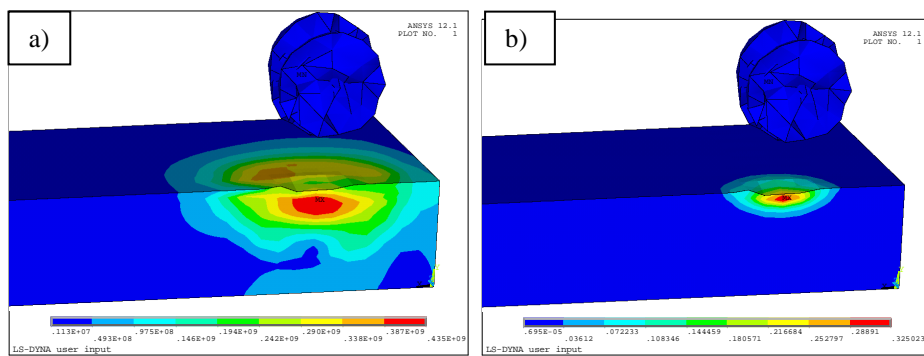 a)
ANSYS 12.1
PLOT NO. 1
MX
.113E+07
.493E+08
.975E+08
.146E+09
.194E+09
.242E+09
.290E+09
.338E+09
.387E+09
.435E+09
LS-DYNA user input
b)
ANSYS 12.1
PLOT NO. 1
MX
.695E-05
.03612
.072233
.108346
.144459
.180571
.216684
.252797
.28891
LS-DYNA user input